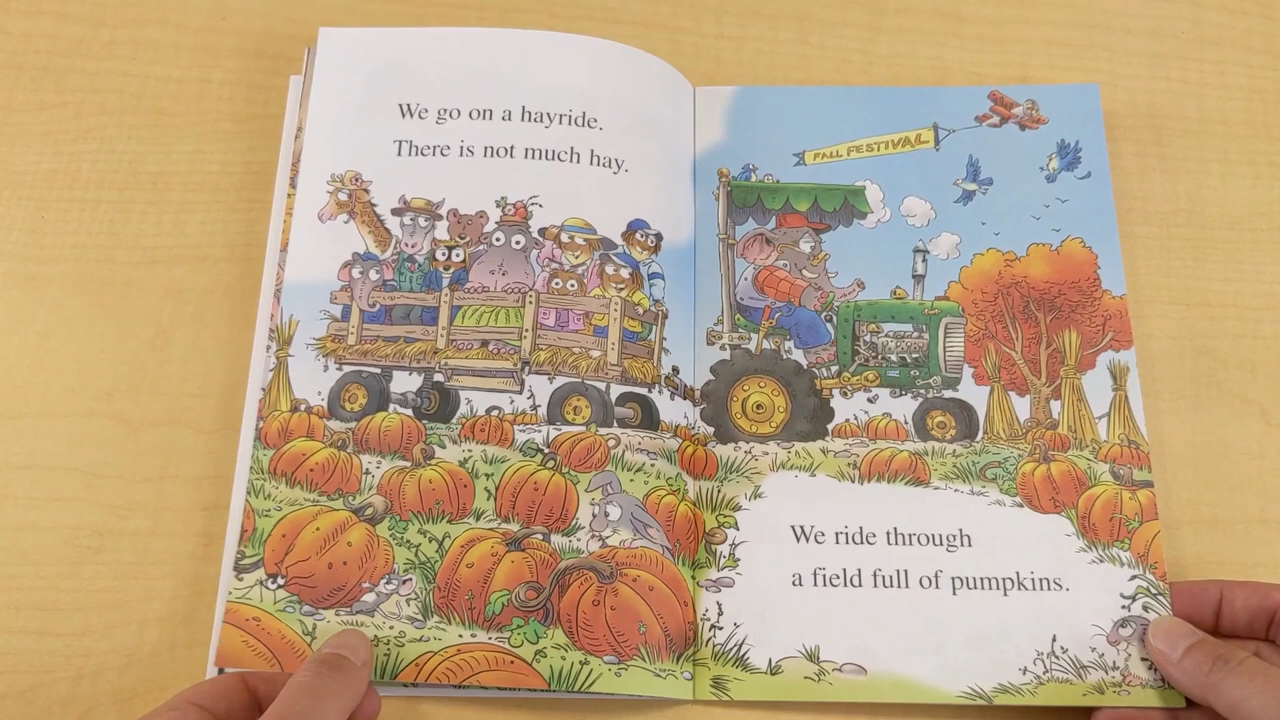 We go on a hayride.
There is not much hay.
FALL FESTIVAL
We ride through
a field full of pumpkins.